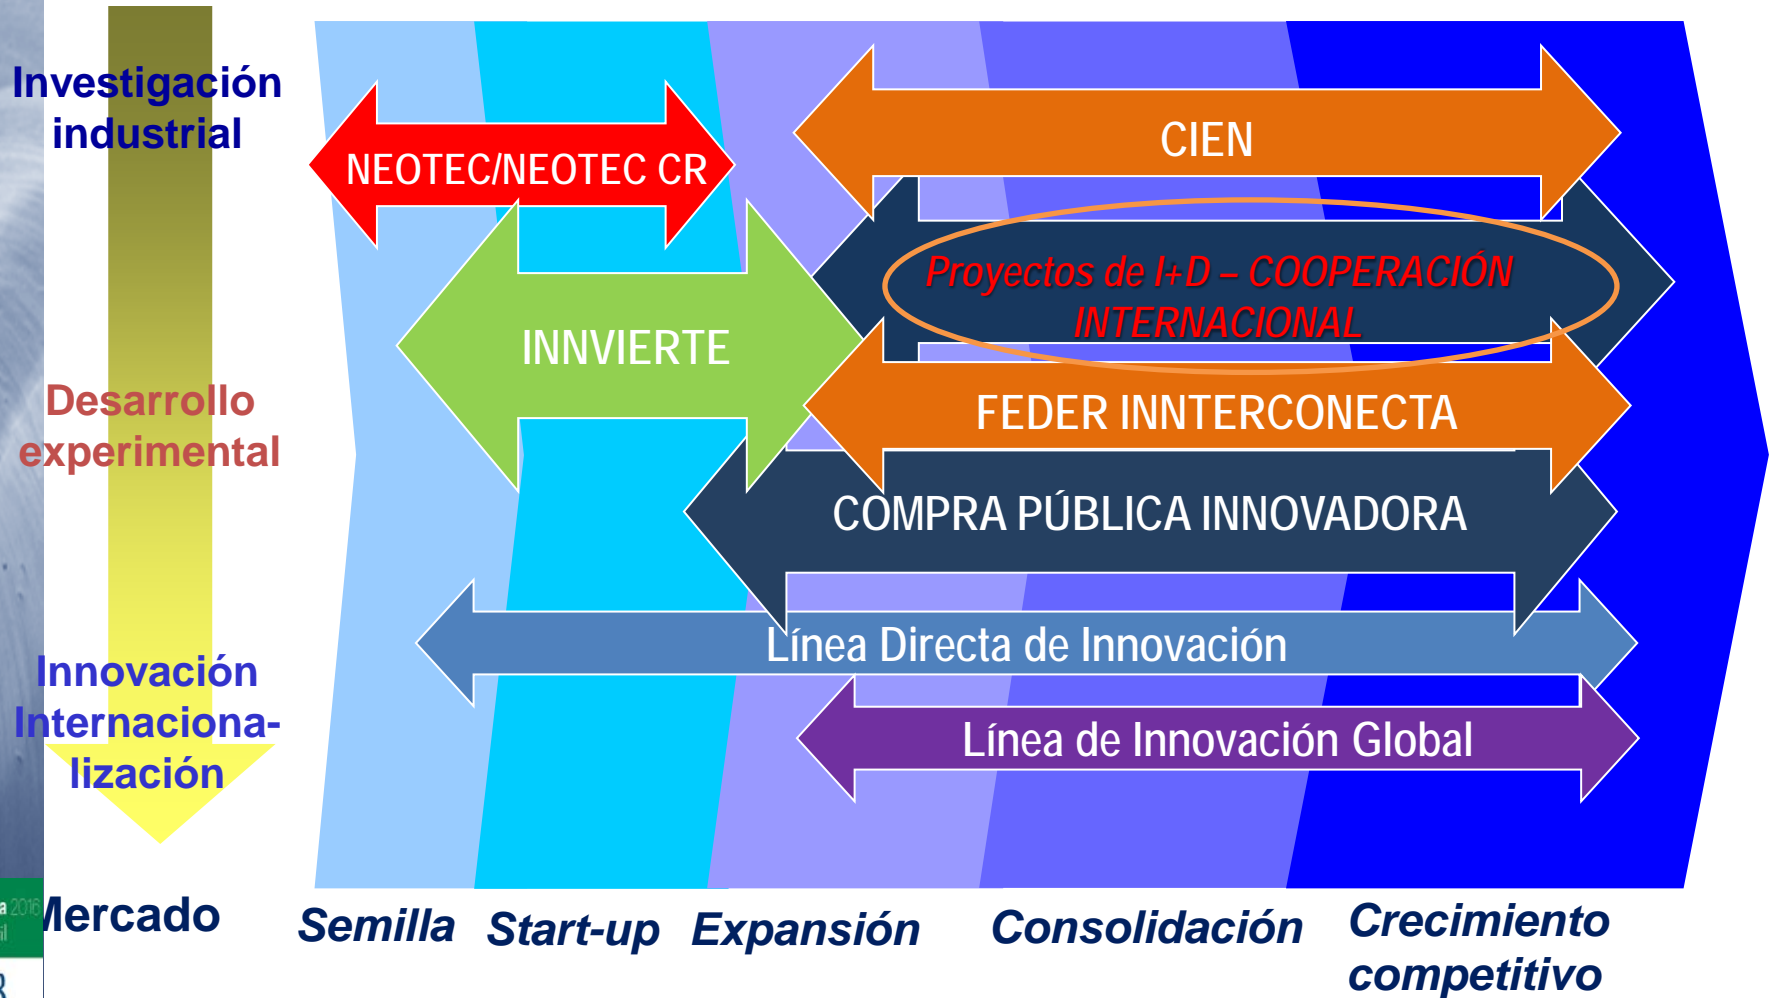 Investigación
industrial
NEOTEC/NEOTEC CR
CIEN
Proyectos de I+D – COOPERACIÓN
INTERNACIONAL
INNVIERTE
Desarrollo
experimental
FEDER INNTERCONECTA
COMPRA PÚBLICA INNOVADORA
Línea Directa de Innovación
Innovación
Internaciona-
lización
Línea de Innovación Global
Mercado
Semilla
Start-up
Expansión
Consolidación
Crecimiento
competitivo
a 2016
R